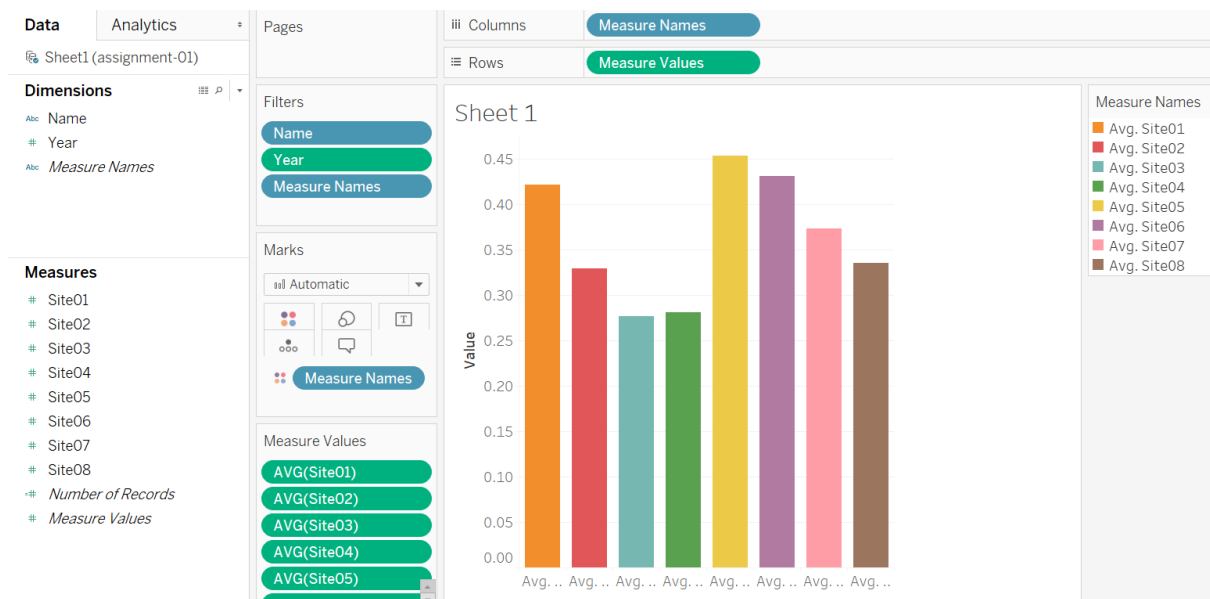 Data
Analytics
Sheet1 (assignment-01)
Dimensions
Abc Name
# Year
Abc Measure Names
Measures
# Site01
# Site02
# Site03
# Site04
# Site05
# Site06
# Site07
# Site08
=# Number of Records
# Measure Values
Pages
Filters
Name
Year
Measure Names
Marks
Automatic
T
Measure Names
Measure Values
AVG(Site01)
AVG(Site02)
AVG(Site03)
AVG(Site04)
AVG(Site05)
iii Columns
Measure Names
Rows
Measure Values
Sheet 1
Value
0.45
0.40
0.35
0.30
0.25
0.20
0.15
0.10
0.05
0.00
Avg. .. Avg. .. Avg. .. Avg. .. Avg. .. Avg. .. Avg. .. Avg. ..
Measure Names
Avg. Site01
Avg. Site02
Avg. Site03
Avg. Site04
Avg. Site05
Avg. Site06
Avg. Site07
Avg. Site08